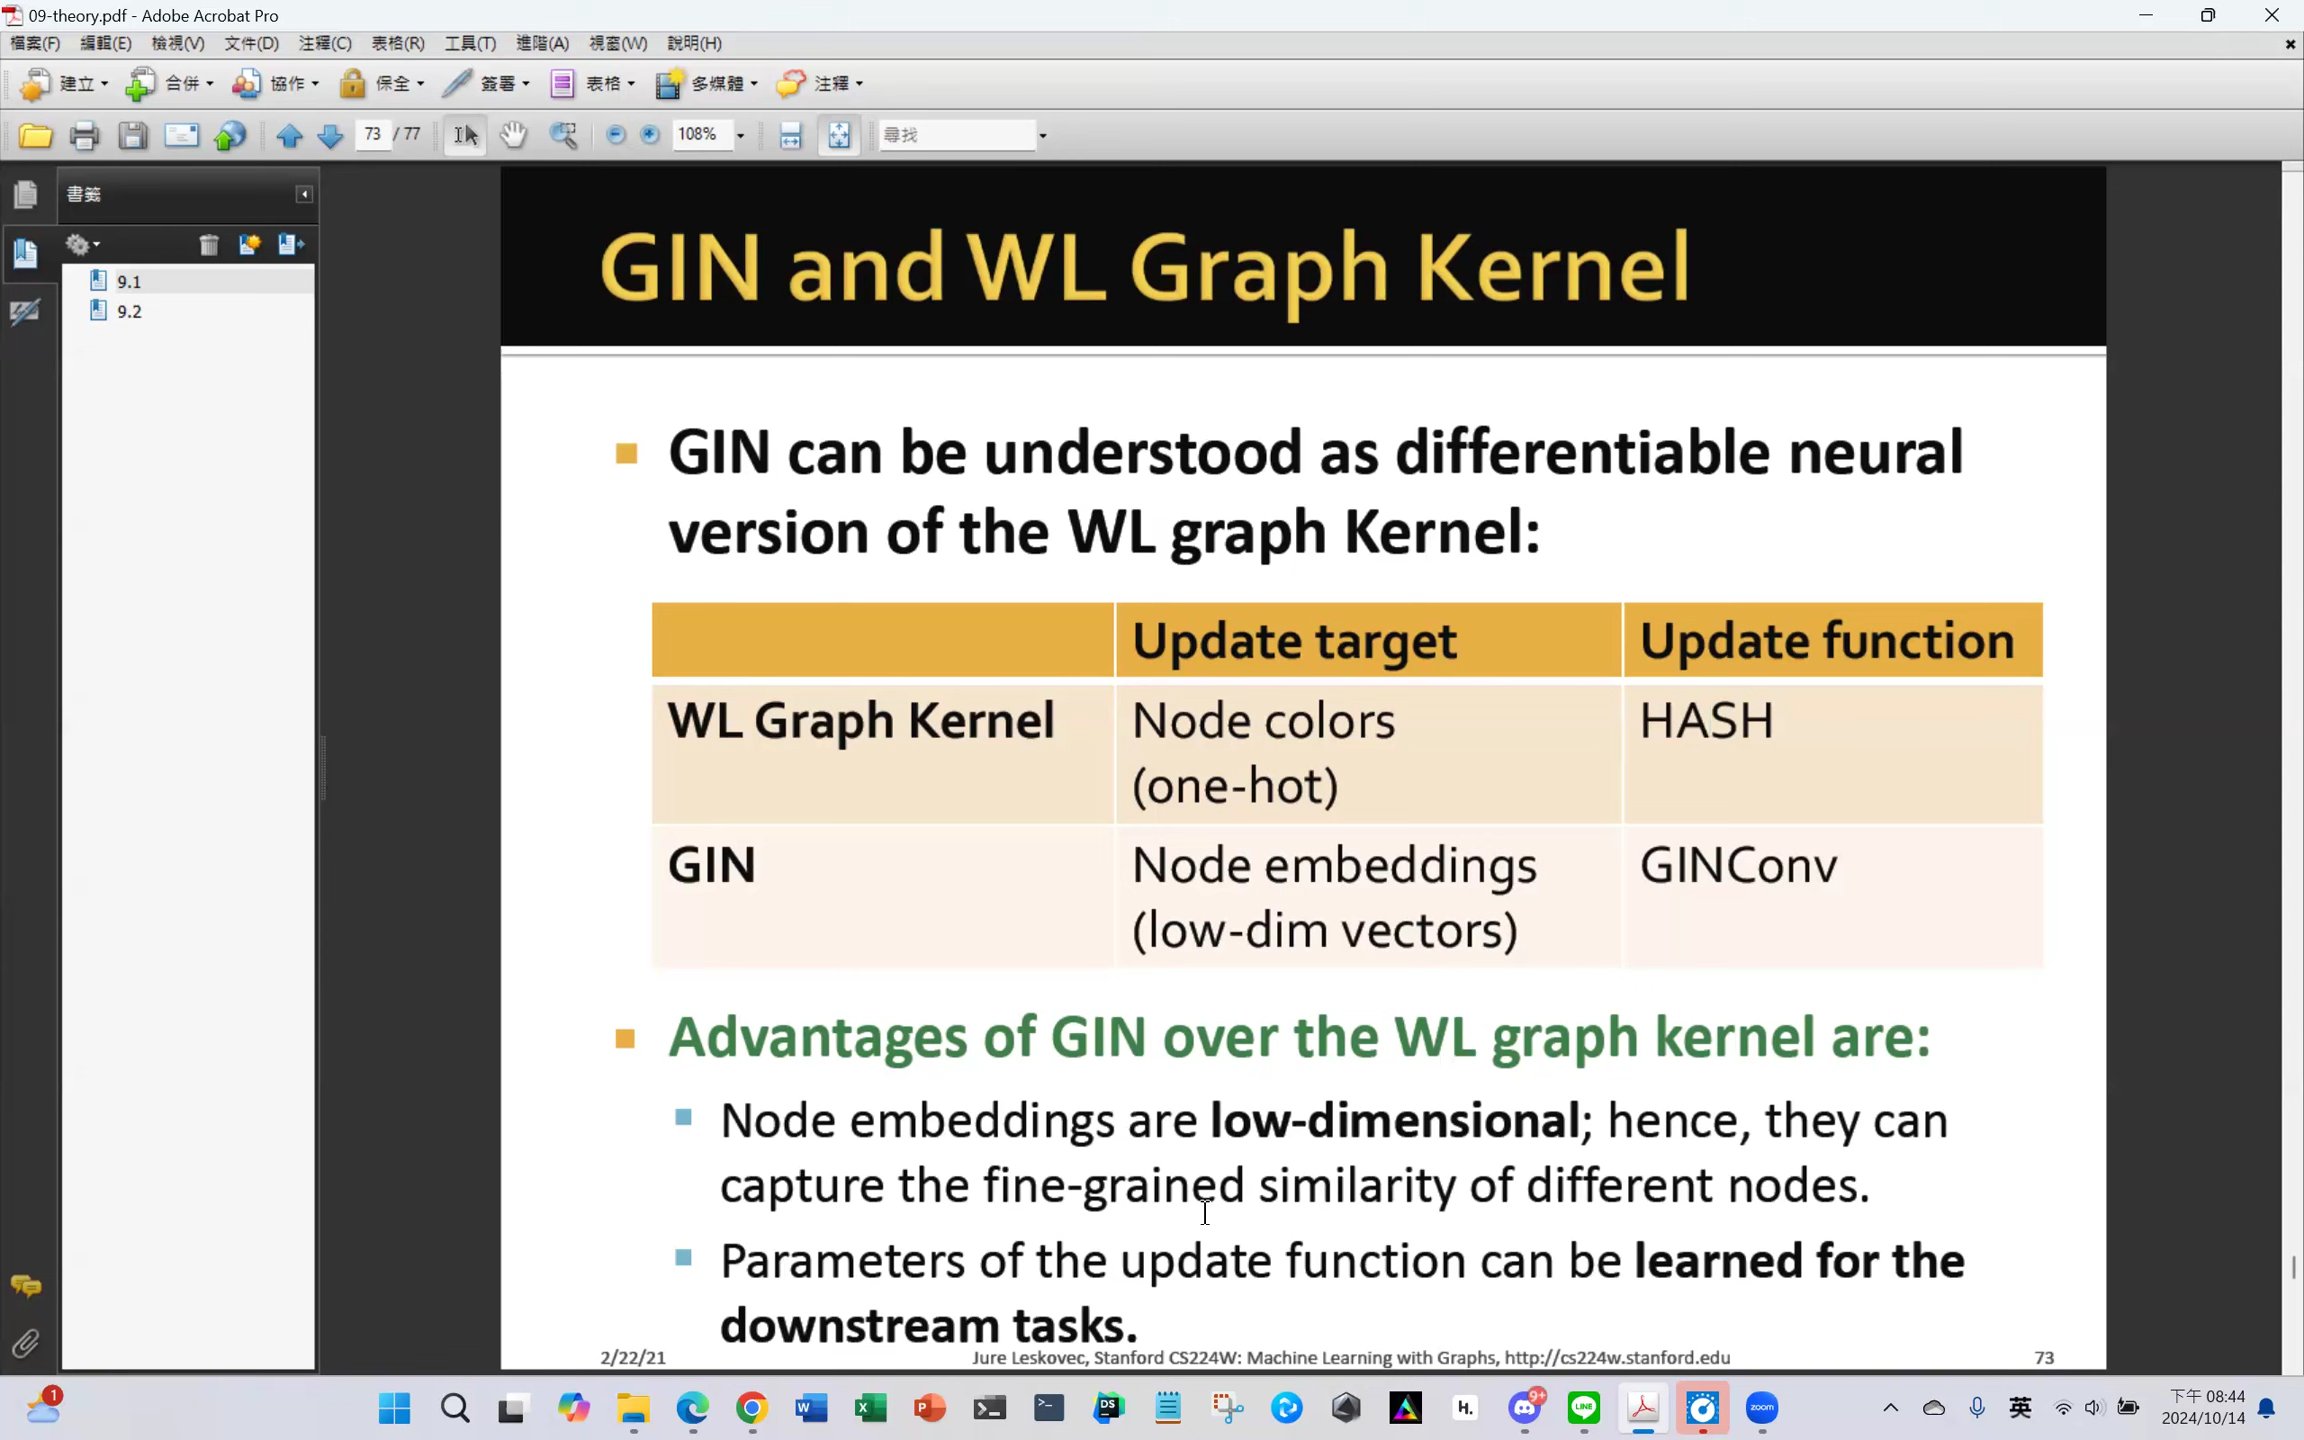 09-theory.pdf - Adobe Acrobat Pro
檔案(F) 編輯(E) 檢視(V) 文件(D) 注釋(C) 表格(R) 工具(T) 進階(A) 視窗(W) 說明(H)
建立 合併 協作 保全 簽署 表格 多媒體 注釋
73 / 77 108% 尋找
書籤
9.1
9.2
GIN and WL Graph Kernel
GIN can be understood as differentiable neural
version of the WL graph Kernel:
Update target Update function
WL Graph Kernel Node colors HASH
(one-hot)
GIN Node embeddings GINConv
(low-dim vectors)
Advantages of GIN over the WL graph kernel are:
Node embeddings are low-dimensional; hence, they can
capture the fine-grained similarity of different nodes.
Parameters of the update function can be learned for the
downstream tasks.
2/22/21 Jure Leskovec, Stanford CS224W: Machine Learning with Graphs, http://cs224w.stanford.edu 73
1 W X P DS H. 9+ LINE zoom 英 下午 08:44
2024/10/14